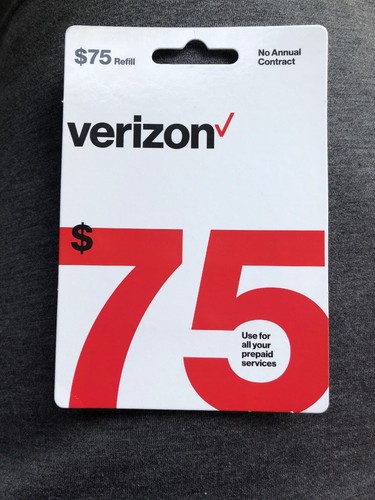 $75 Refill
No Annual
Contract
verizon✓
$75
Use for
all your
prepaid
services